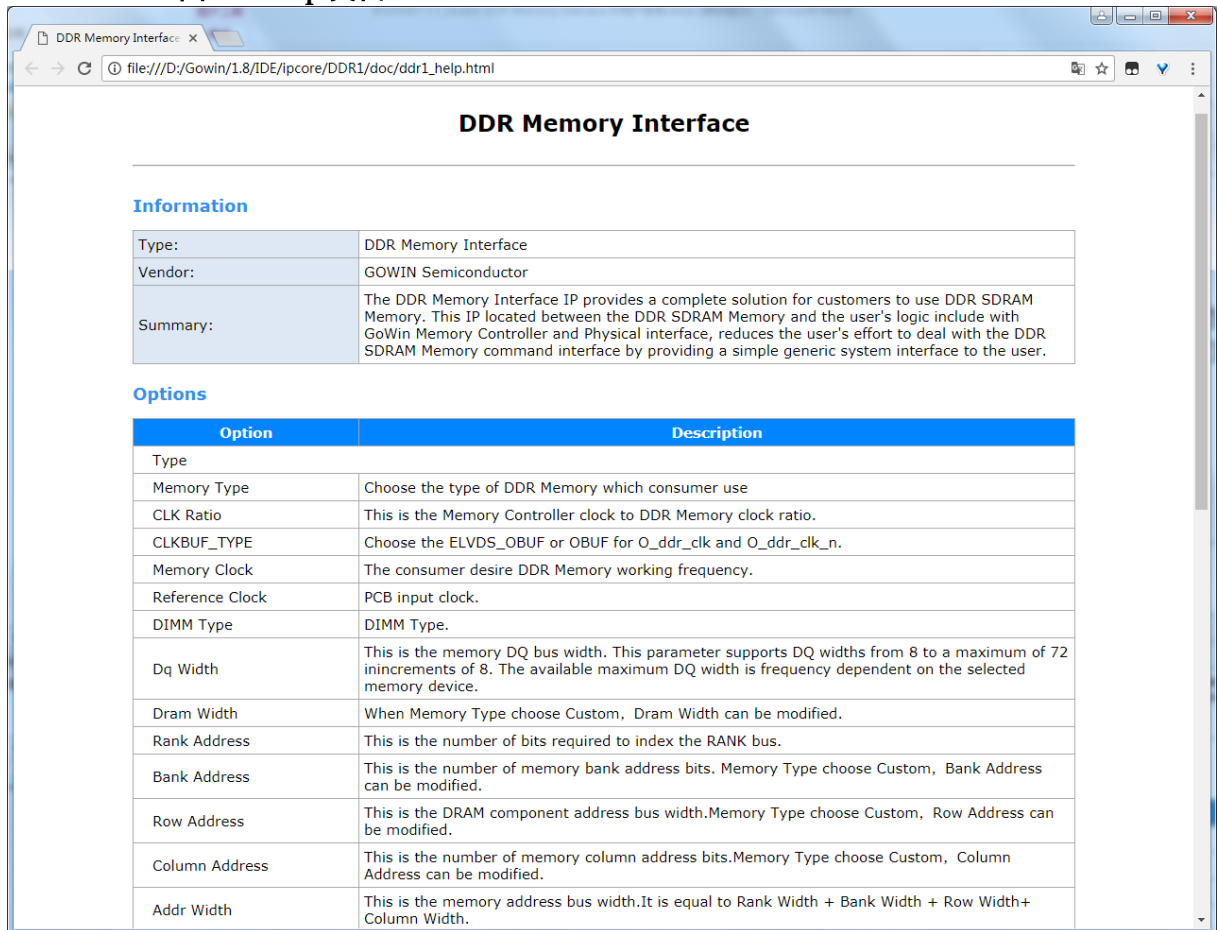 DDR Memory Interface
file:///D:/Gowin/1.8/IDE/ipcore/DDR1/doc/ddr1_help.html
DDR Memory Interface
Information
Type: DDR Memory Interface
Vendor: GOWIN Semiconductor
Summary: The DDR Memory Interface IP provides a complete solution for customers to use DDR SDRAM
Memory. This IP located between the DDR SDRAM Memory and the user's logic include with
GoWin Memory Controller and Physical interface, reduces the user's effort to deal with the DDR
SDRAM Memory command interface by providing a simple generic system interface to the user.
Options
Option Description
Type
Memory Type Choose the type of DDR Memory which consumer use
CLK Ratio This is the Memory Controller clock to DDR Memory clock ratio.
CLKBUF_TYPE Choose the ELVDS_OBUF or OBUF for O_ddr_clk and O_ddr_clk_n.
Memory Clock The consumer desire DDR Memory working frequency.
Reference Clock PCB input clock.
DIMM Type DIMM Type.
Dq Width This is the memory DQ bus width. This parameter supports DQ widths from 8 to a maximum of 72
inincrements of 8. The available maximum DQ width is frequency dependent on the selected
memory device.
Dram Width When Memory Type choose Custom，Dram Width can be modified.
Rank Address This is the number of bits required to index the RANK bus.
Bank Address This is the number of memory bank address bits. Memory Type choose Custom，Bank Address
can be modified.
Row Address This is the DRAM component address bus width.Memory Type choose Custom，Row Address can
be modified.
Column Address This is the number of memory column address bits.Memory Type choose Custom，Column
Address can be modified.
Addr Width This is the memory address bus width.It is equal to Rank Width + Bank Width + Row Width+
Column Width.